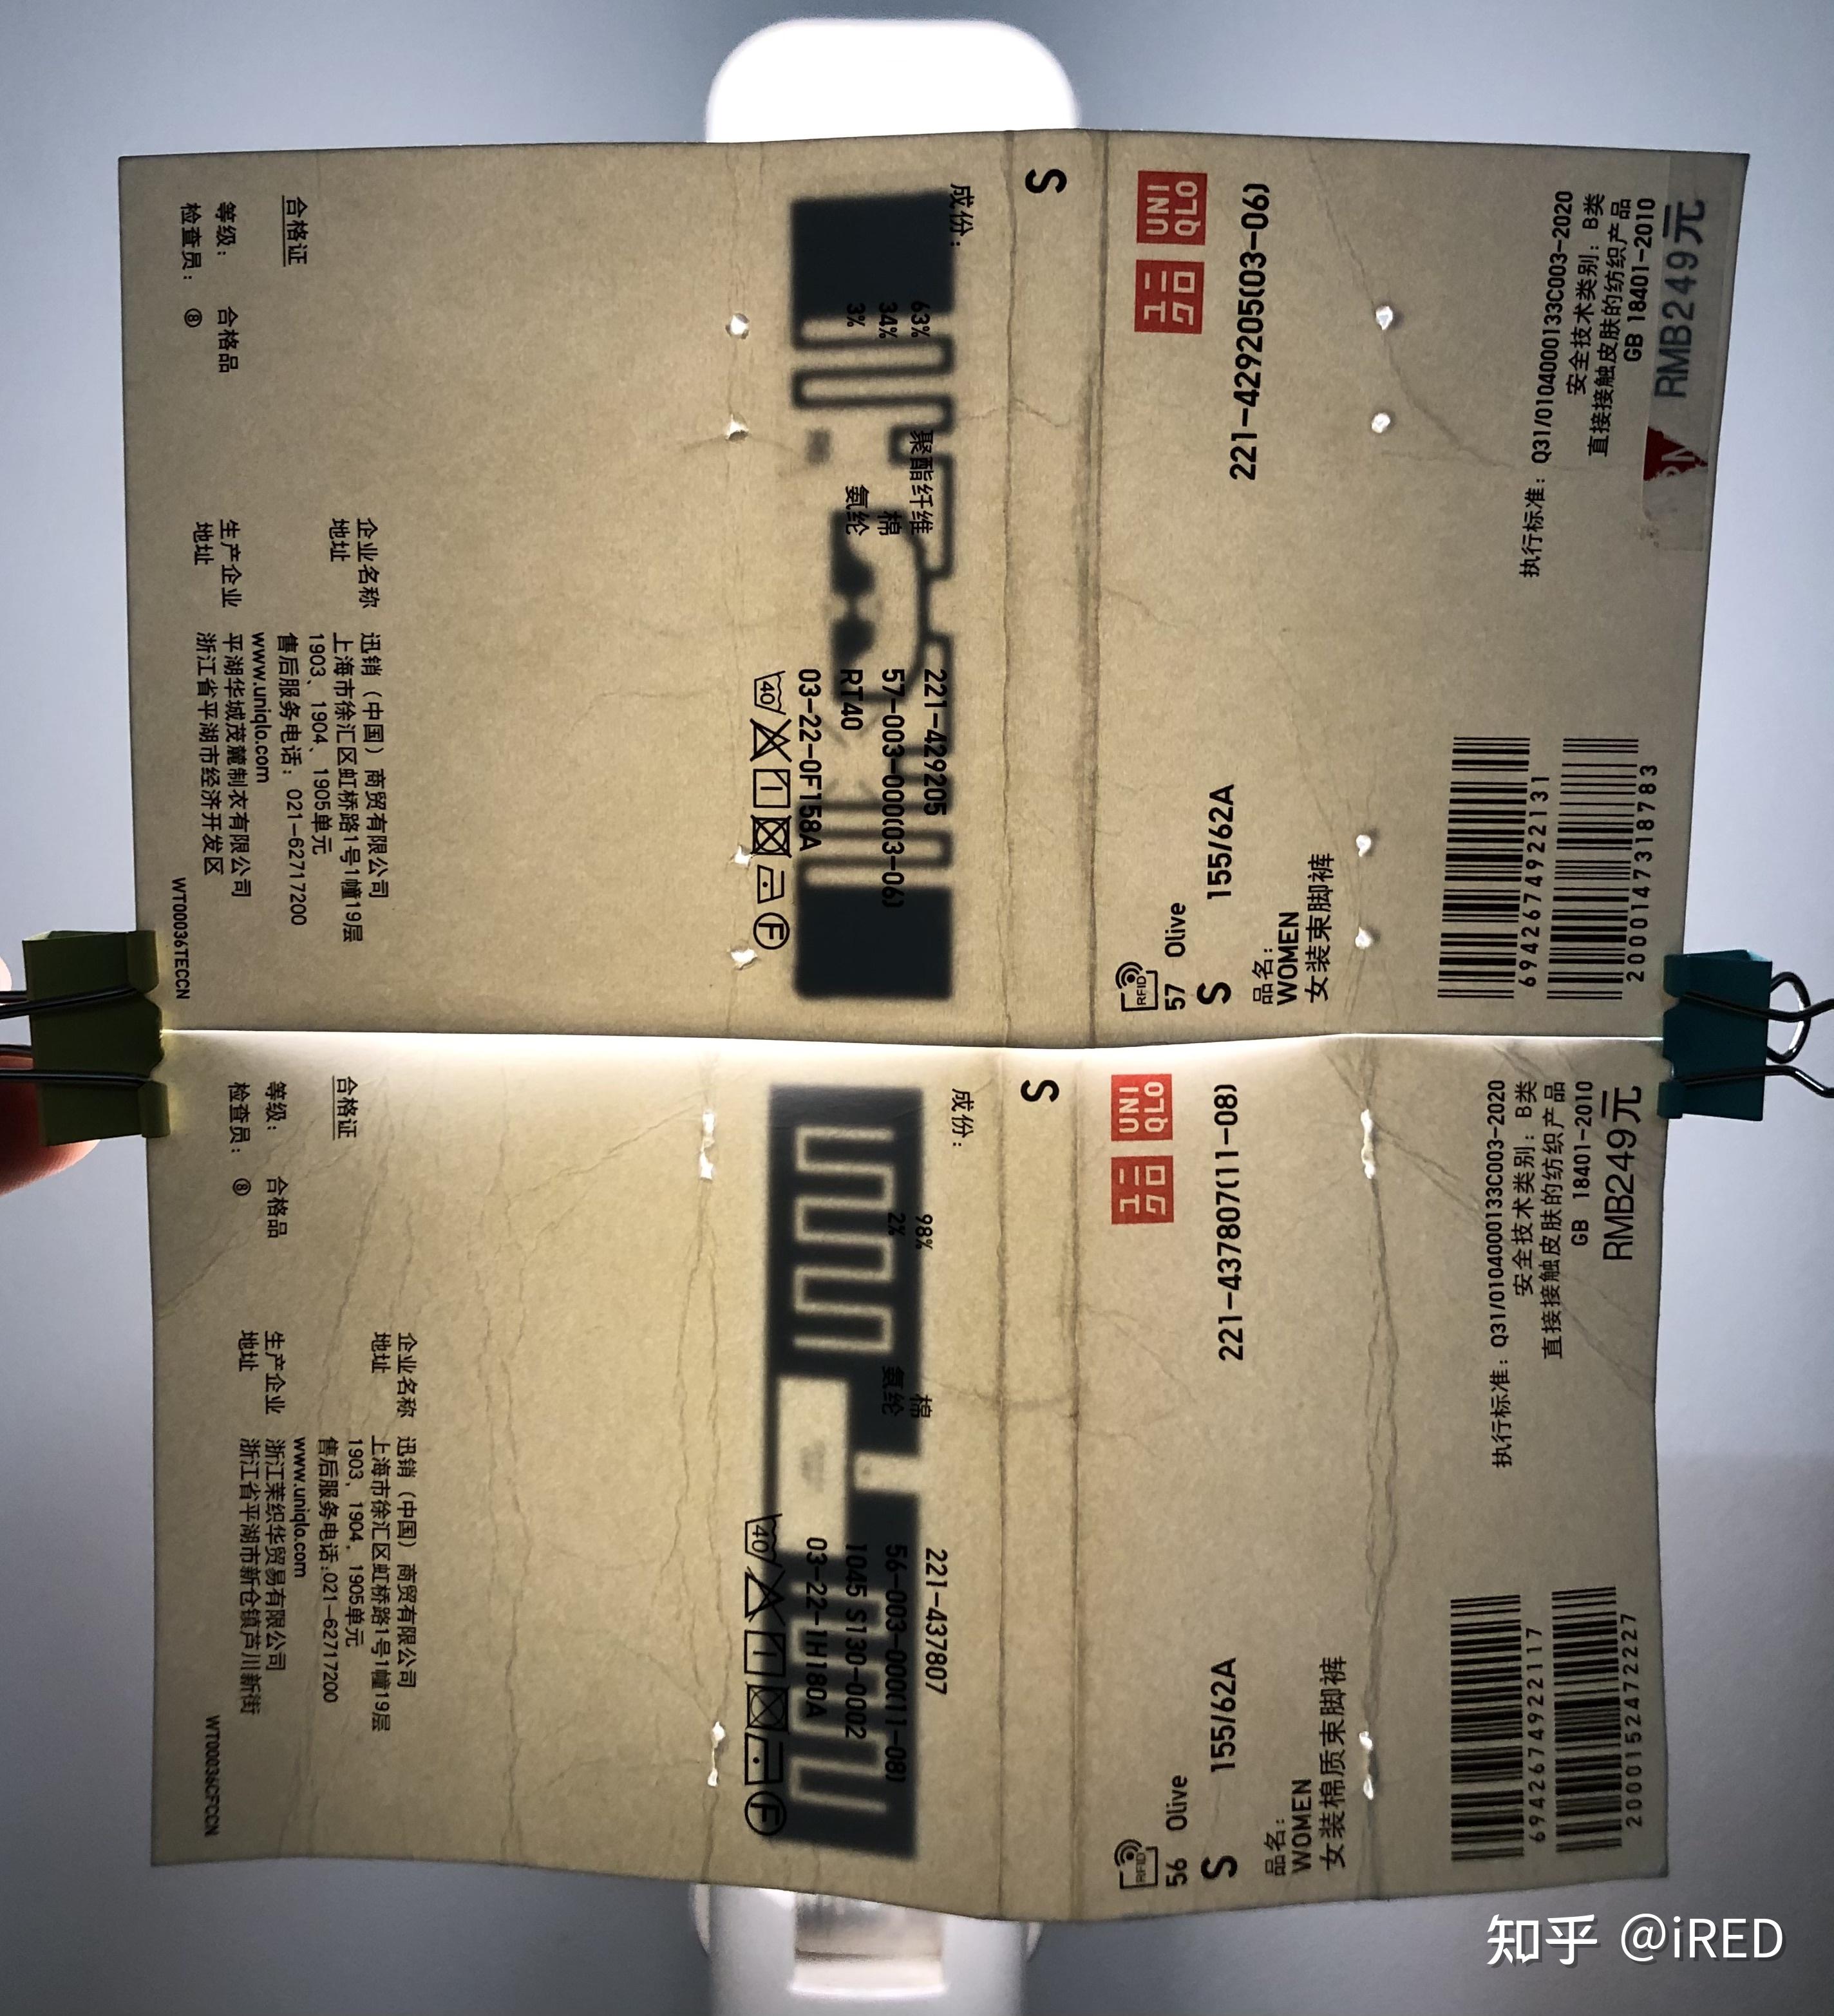 合格证
等级： 合格品
检查员： ⑧
企业名称 迅销（中国）商贸有限公司
地址 上海市徐汇区虹桥路1号1幢19层
1903、1904、1905单元
售后服务电话：021-62717200
www.uniqlo.com
生产企业 平湖华城茂麓制衣有限公司
地址 浙江省平湖市经济开发区
WT00036TECCN
成份：
63% 聚酯纤维
34% 棉
3% 氨纶
221-429205
57-003-000(03-06)
RT40
03-22-0F158A
40
F
S
UNI
QLO
ユニ
クロ
221-429205(03-06)
RFID
57 Olive
S 155/62A
品名：
WOMEN
女装束脚裤
6942674922131
2000147318783
执行标准：Q31/0104000133C003-2020
安全技术类别：B类
直接接触皮肤的纺织产品
GB 18401-2010
RMB249元
合格证
等级： 合格品
检查员： ⑧
企业名称 迅销（中国）商贸有限公司
地址 上海市徐汇区虹桥路1号1幢19层
1903、1904、1905单元
售后服务电话:021-62717200
www.uniqlo.com
生产企业 浙江茉织华贸易有限公司
地址 浙江省平湖市新仓镇芦川新街
WT00036CFCCN
成份：
98% 棉
2% 氨纶
221-437807
56-003-000(11-08)
1045 S130-0002
03-22-1H180A
40
F
S
UNI
QLO
ユニ
クロ
221-437807(11-08)
RFID
56 Olive
S 155/62A
品名：
WOMEN
女装棉质束脚裤
6942674922117
2000152472227
执行标准：Q31/0104000133C003-2020
安全技术类别：B类
直接接触皮肤的纺织产品
GB 18401-2010
RMB249元
知乎 @iRED